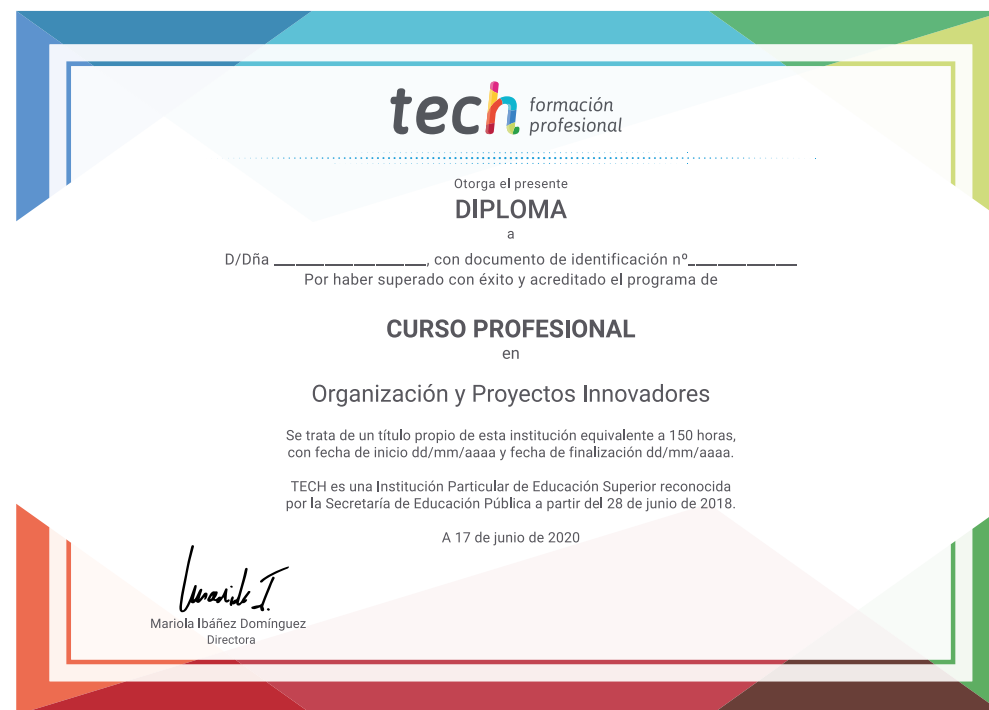 tech formación
profesional
Otorga el presente
DIPLOMA
a
D/Dña ______________, con documento de identificación nº__________
Por haber superado con éxito y acreditado el programa de
CURSO PROFESIONAL
en
Organización y Proyectos Innovadores
Se trata de un título propio de esta institución equivalente a 150 horas,
con fecha de inicio dd/mm/aaaa y fecha de finalización dd/mm/aaaa.
TECH es una Institución Particular de Educación Superior reconocida
por la Secretaría de Educación Pública a partir del 28 de junio de 2018.
A 17 de junio de 2020
Mariola Ibáñez Domínguez
Directora